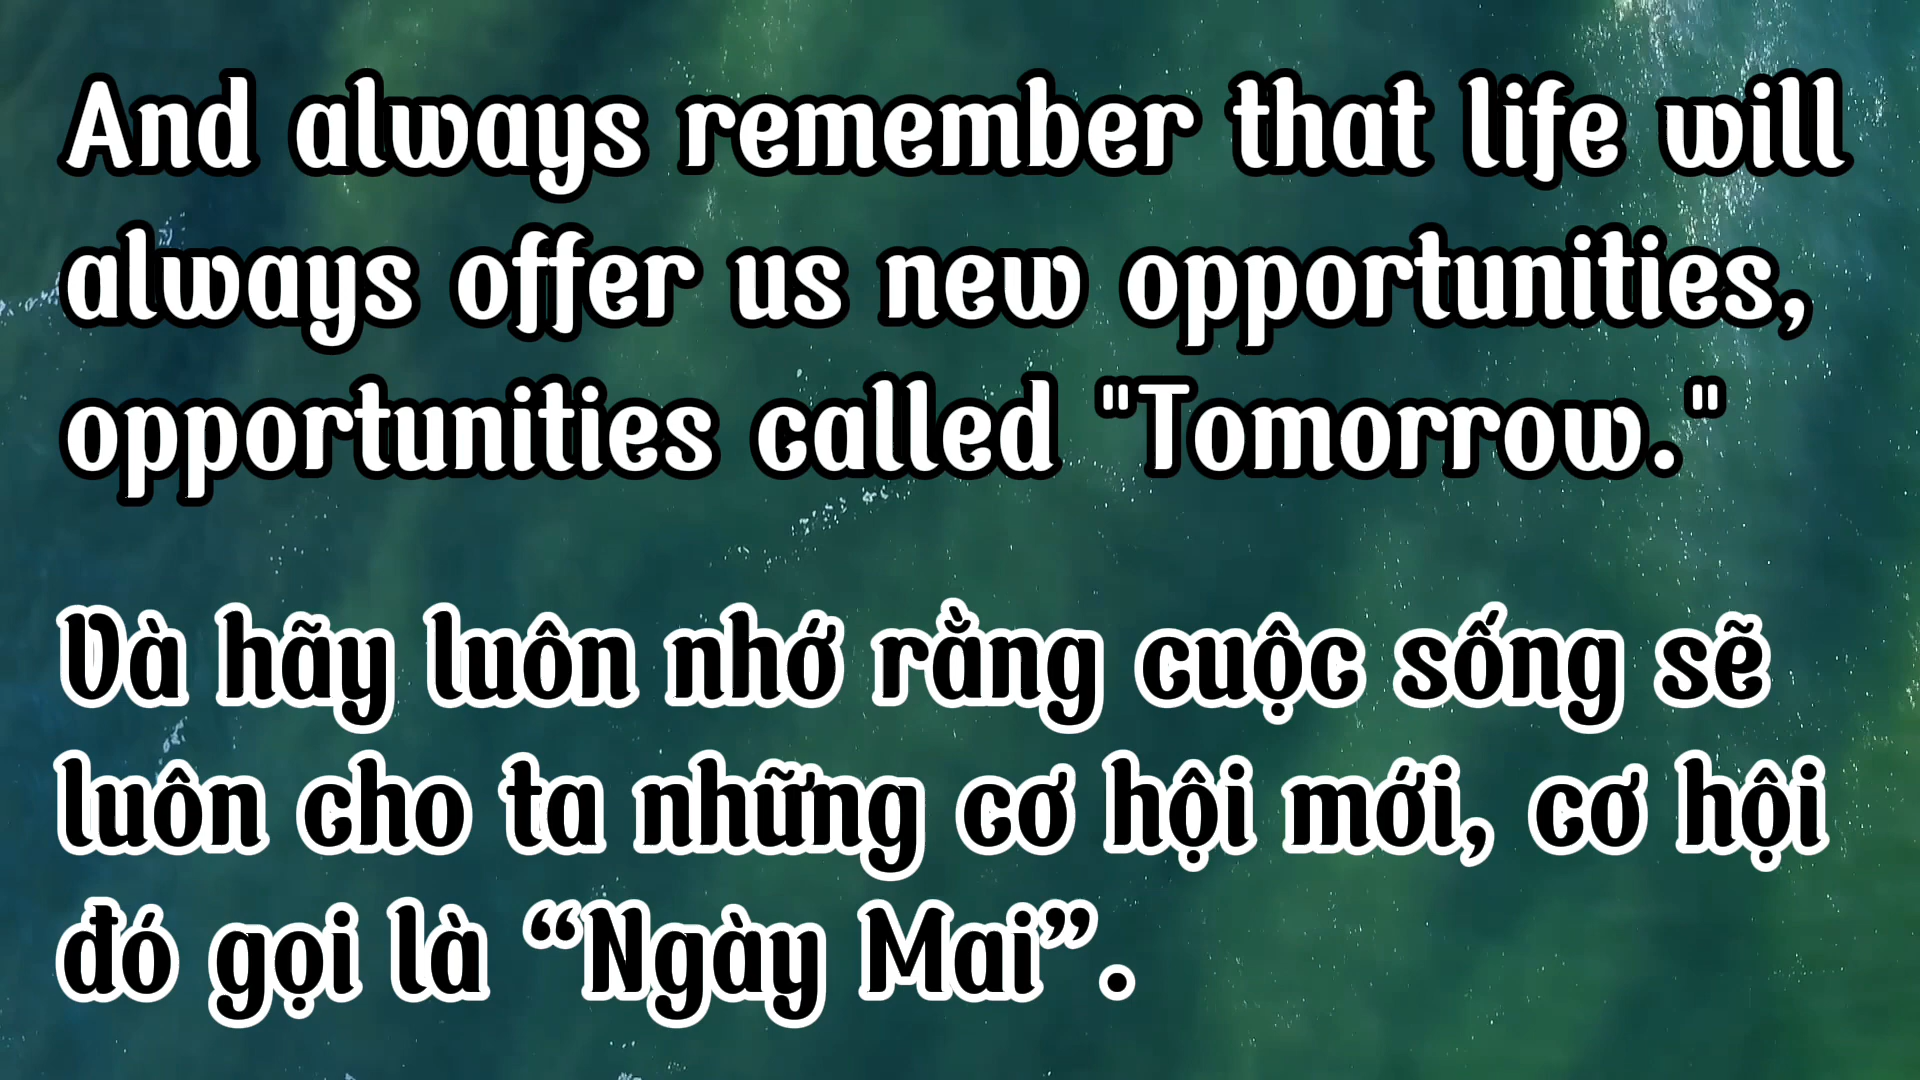 And always remember that life will
always offer us new opportunities,
opportunities called "Tomorrow."
Và hãy luôn nhớ rằng cuộc sống sẽ
luôn cho ta những cơ hội mới, cơ hội
đó gọi là “Ngày Mai”.